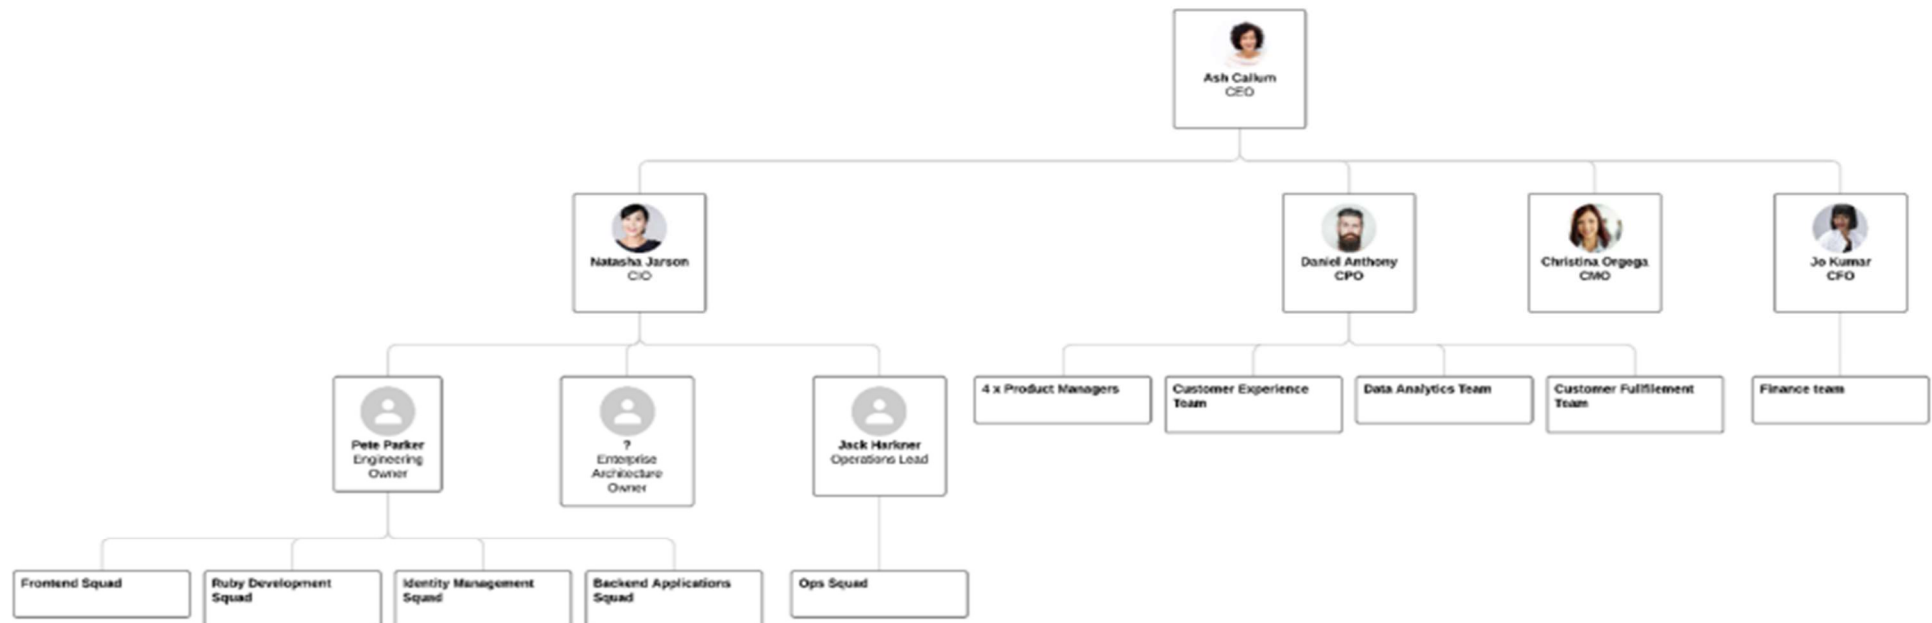 Ash Callum
CEO
Natasha Jarson
CIO
Daniel Anthony
CPO
Christina Orgega
CMO
Jo Kumar
CFO
Pete Parker
Engineering
Owner
?
Enterprise
Architecture
Owner
Jack Harkner
Operations Lead
4 x Product Managers
Customer Experience
Team
Data Analytics Team
Customer Fullfilement
Team
Finance team
Frontend Squad
Ruby Development
Squad
Identity Management
Squad
Backend Applications
Squad
Ops Squad